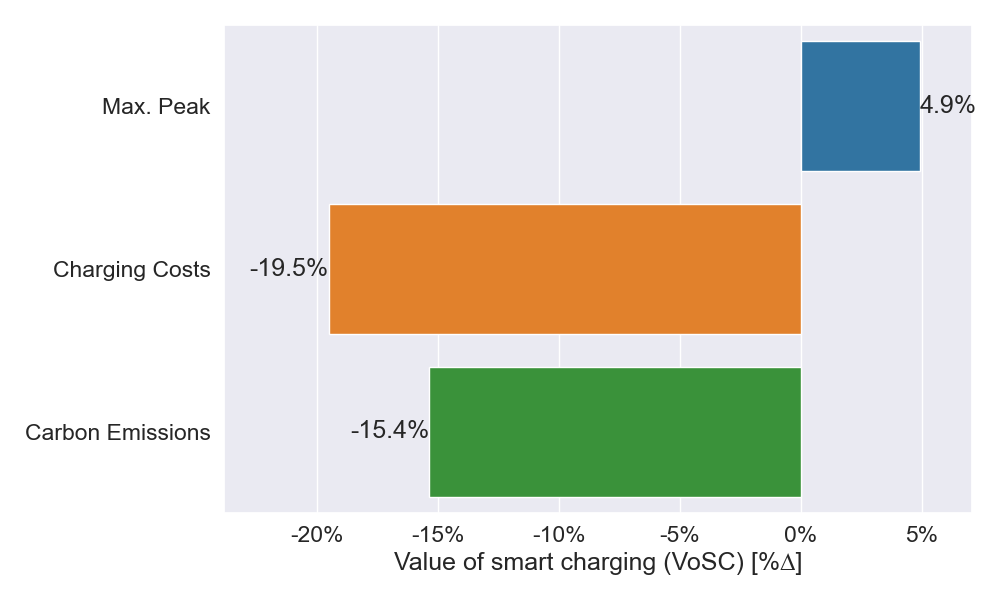 Max. Peak
4.9%
Charging Costs
-19.5%
Carbon Emissions
-15.4%
-20% -15% -10% -5% 0% 5%
Value of smart charging (VoSC) [%Δ]